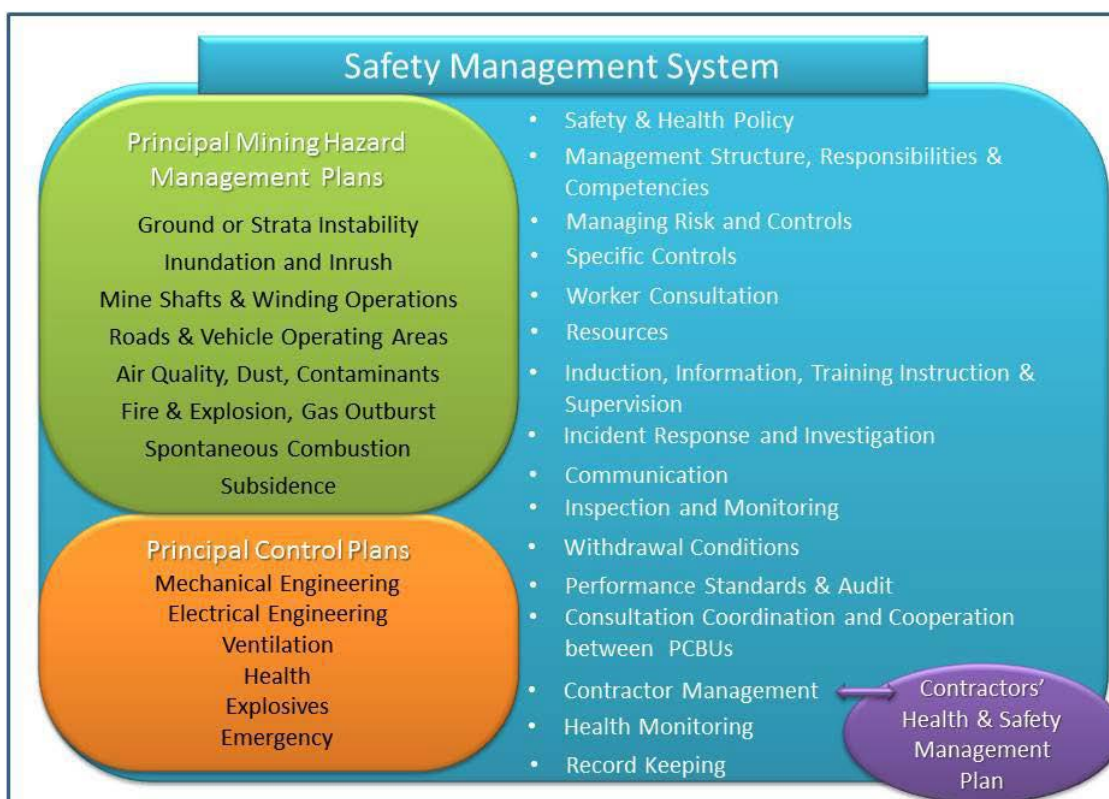 Safety Management System
Principal Mining Hazard
Management Plans
Ground or Strata Instability
Inundation and Inrush
Mine Shafts & Winding Operations
Roads & Vehicle Operating Areas
Air Quality, Dust, Contaminants
Fire & Explosion, Gas Outburst
Spontaneous Combustion
Subsidence
Principal Control Plans
Mechanical Engineering
Electrical Engineering
Ventilation
Health
Explosives
Emergency
• Safety & Health Policy
• Management Structure, Responsibilities &
Competencies
• Managing Risk and Controls
• Specific Controls
• Worker Consultation
• Resources
• Induction, Information, Training Instruction &
Supervision
• Incident Response and Investigation
• Communication
• Inspection and Monitoring
• Withdrawal Conditions
• Performance Standards & Audit
• Consultation Coordination and Cooperation
between PCBUs
• Contractor Management
• Health Monitoring
• Record Keeping
Contractors'
Health & Safety
Management
Plan